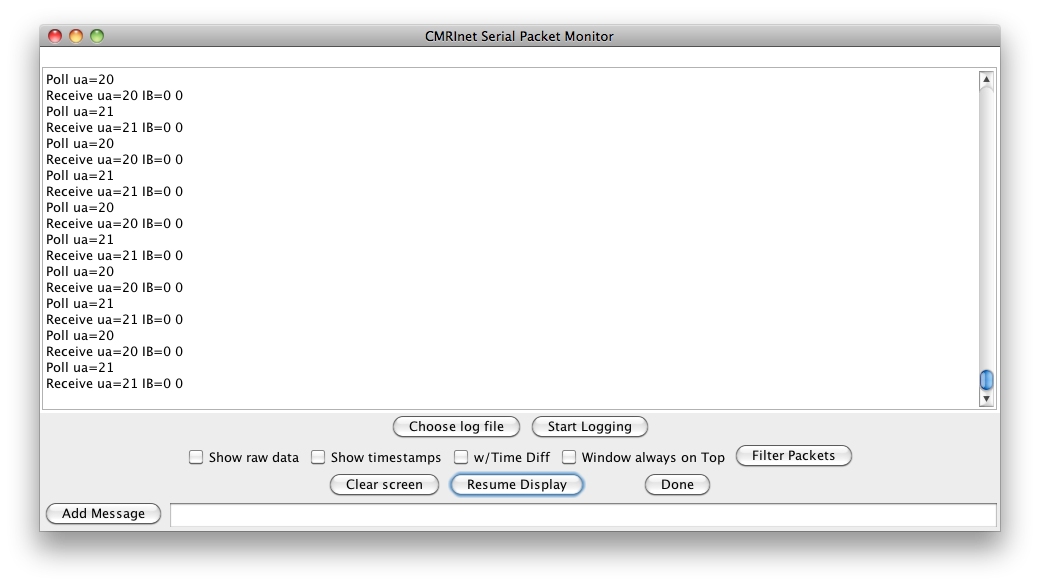 CMRInet Serial Packet Monitor
Poll ua=20
Receive ua=20 IB=0 0
Poll ua=21
Receive ua=21 IB=0 0
Poll ua=20
Receive ua=20 IB=0 0
Poll ua=21
Receive ua=21 IB=0 0
Poll ua=20
Receive ua=20 IB=0 0
Poll ua=21
Receive ua=21 IB=0 0
Poll ua=20
Receive ua=20 IB=0 0
Poll ua=21
Receive ua=21 IB=0 0
Poll ua=20
Receive ua=20 IB=0 0
Poll ua=21
Receive ua=21 IB=0 0
Choose log file Start Logging
Show raw data Show timestamps w/Time Diff Window always on Top Filter Packets
Clear screen Resume Display Done
Add Message